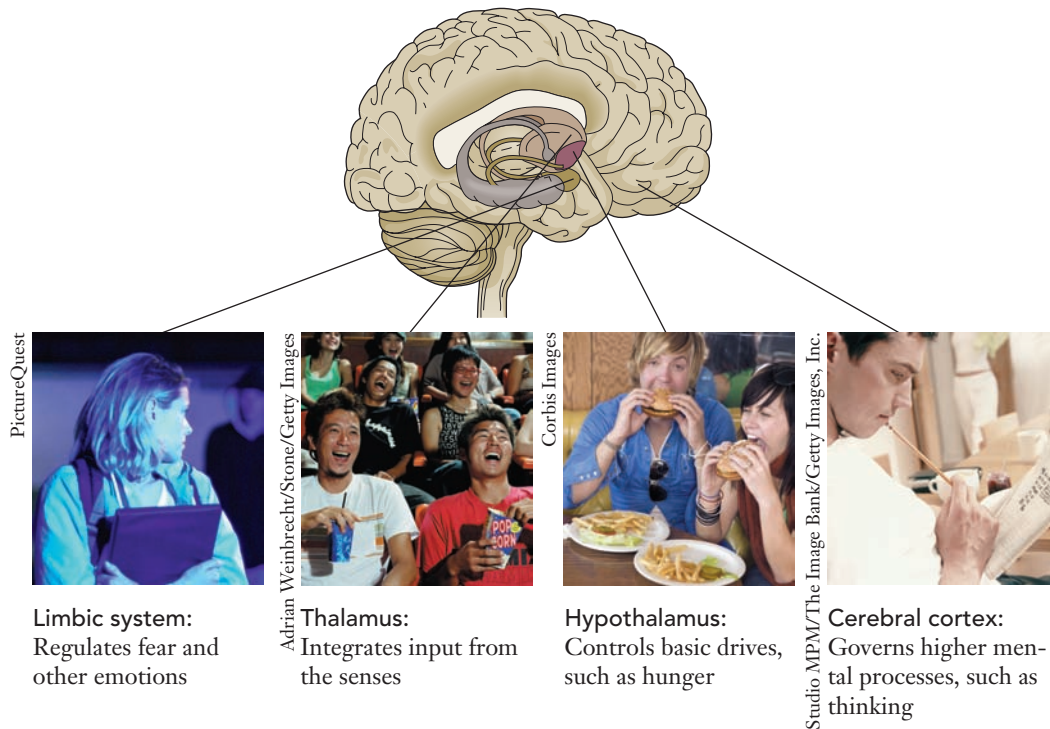 PictureQuest
Adrian Weinbrecht/Stone/Getty Images
Corbis Images
Studio MPM/The Image Bank/Getty Images, Inc.
POP
CORN
Limbic system:
Regulates fear and
other emotions
Thalamus:
Integrates input from
the senses
Hypothalamus:
Controls basic drives,
such as hunger
Cerebral cortex:
Governs higher men-
tal processes, such as
thinking